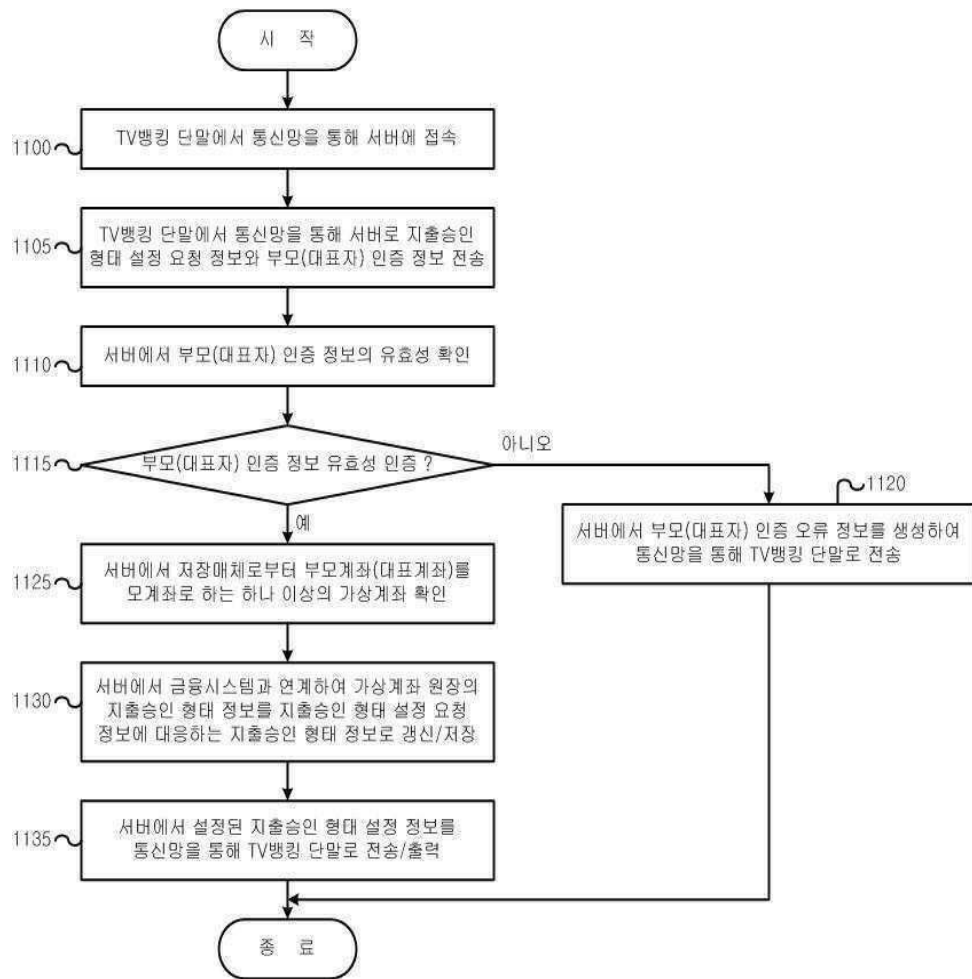 시 작
1100
TV뱅킹 단말에서 통신망을 통해 서버에 접속
1105
TV뱅킹 단말에서 통신망을 통해 서버로 지출승인
형태 설정 요청 정보와 부모(대표자) 인증 정보 전송
1110
서버에서 부모(대표자) 인증 정보의 유효성 확인
1115
부모(대표자) 인증 정보 유효성 인증 ?
아니오
예
1120
서버에서 부모(대표자) 인증 오류 정보를 생성하여
통신망을 통해 TV뱅킹 단말로 전송
1125
서버에서 저장매체로부터 부모계좌(대표계좌)를
모계좌로 하는 하나 이상의 가상계좌 확인
1130
서버에서 금융시스템과 연계하여 가상계좌 원장의
지출승인 형태 정보를 지출승인 형태 설정 요청
정보에 대응하는 지출승인 형태 정보로 갱신/저장
1135
서버에서 설정된 지출승인 형태 설정 정보를
통신망을 통해 TV뱅킹 단말로 전송/출력
종 료